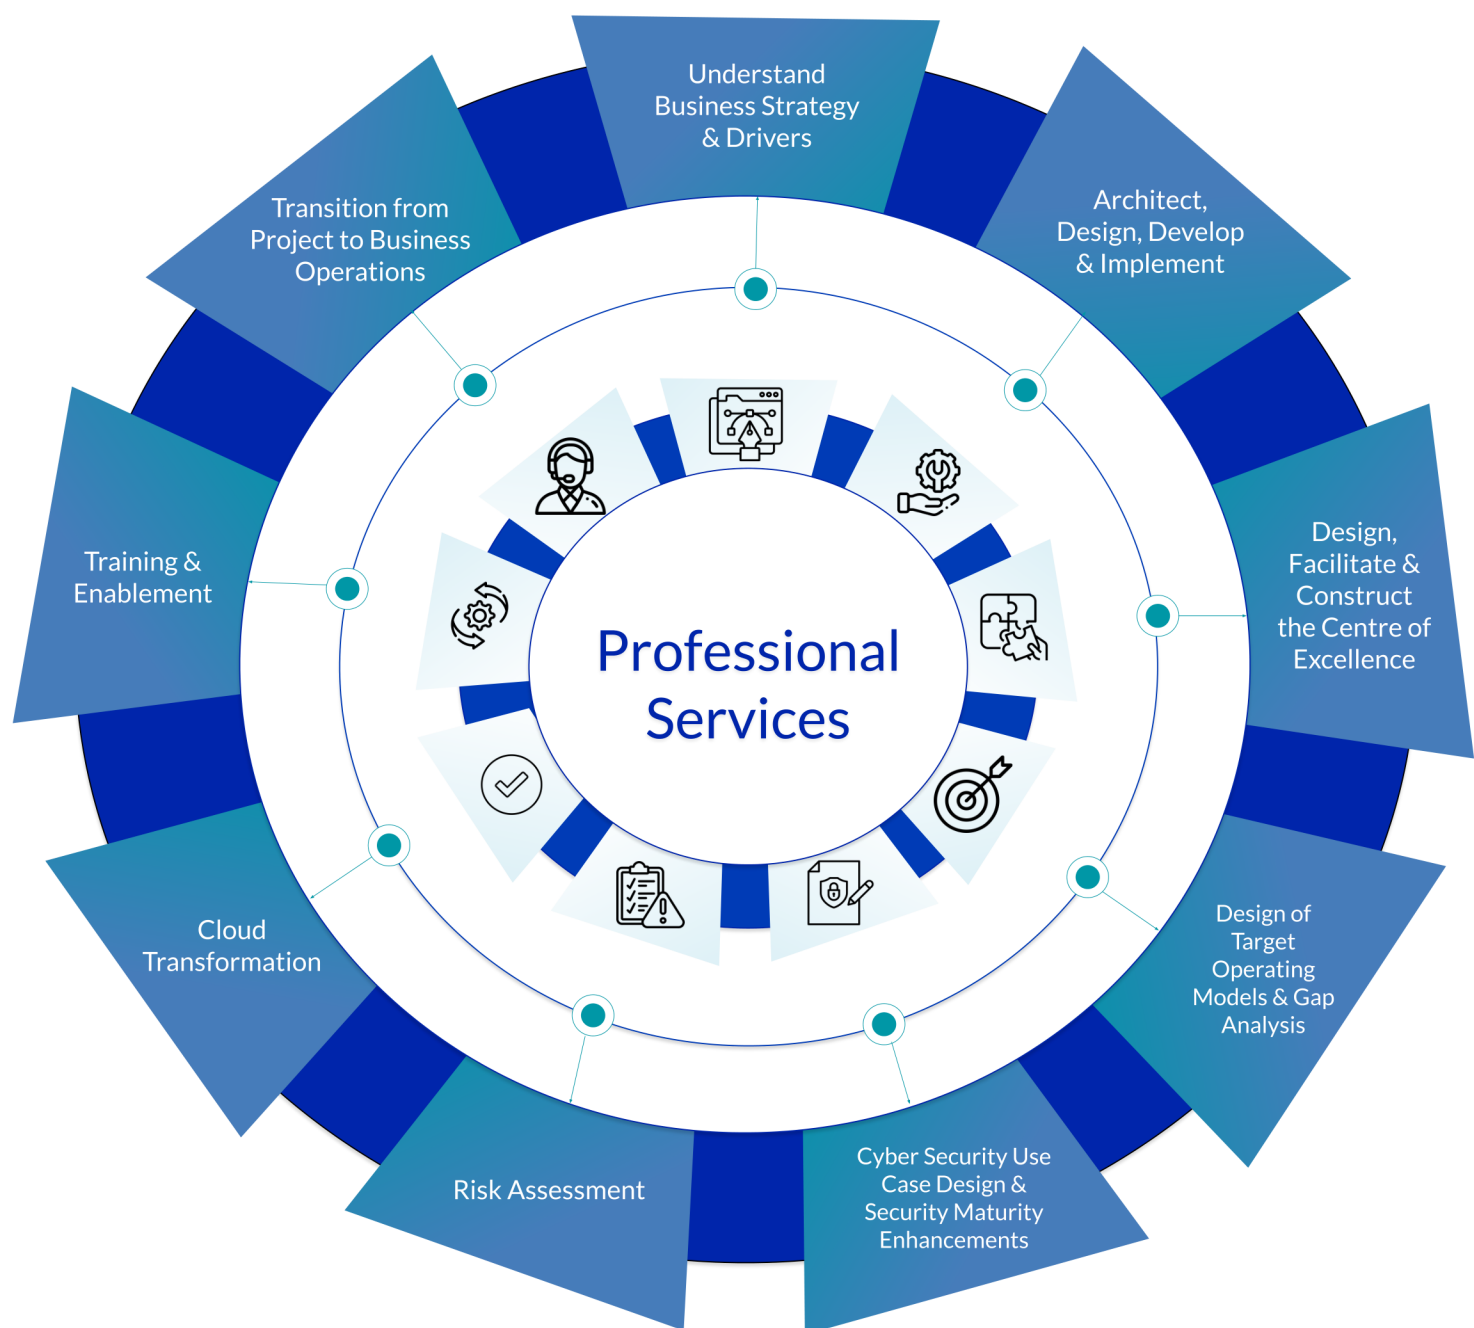 Understand
Business Strategy
& Drivers
Architect,
Design, Develop
& Implement
Design,
Facilitate &
Construct
the Centre of
Excellence
Design of
Target
Operating
Models & Gap
Analysis
Cyber Security Use
Case Design &
Security Maturity
Enhancements
Risk Assessment
Cloud
Transformation
Training &
Enablement
Transition from
Project to Business
Operations
Professional
Services